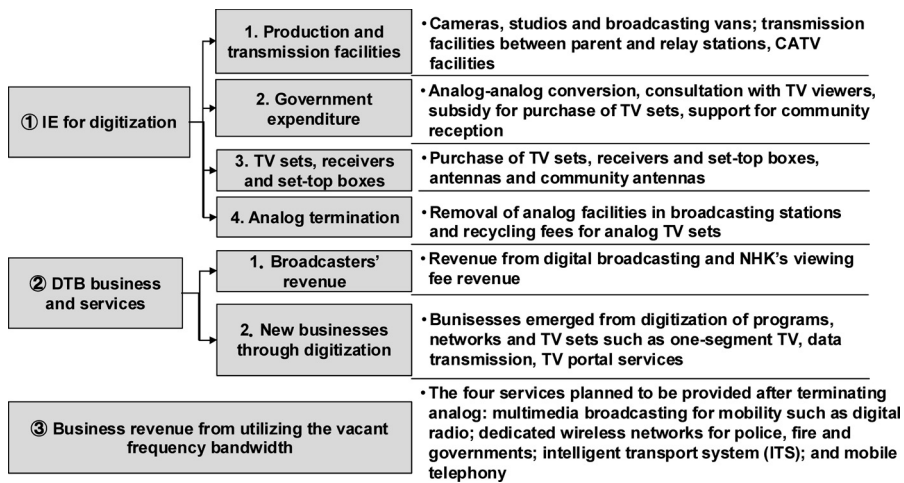 1. Production and
transmission facilities
• Cameras, studios and broadcasting vans; transmission
facilities between parent and relay stations, CATV
facilities
① IE for digitization
2. Government
expenditure
• Analog-analog conversion, consultation with TV viewers,
subsidy for purchase of TV sets, support for community
reception
3. TV sets, receivers
and set-top boxes
• Purchase of TV sets, receivers and set-top boxes,
antennas and community antennas
4. Analog termination
• Removal of analog facilities in broadcasting stations
and recycling fees for analog TV sets
② DTB business
and services
1. Broadcasters'
revenue
• Revenue from digital broadcasting and NHK's viewing
fee revenue
2. New businesses
through digitization
• Bunisesses emerged from digitization of programs,
networks and TV sets such as one-segment TV, data
transmission, TV portal services
③ Business revenue from utilizing the vacant
frequency bandwidth
• The four services planned to be provided after terminating
analog: multimedia broadcasting for mobility such as digital
radio; dedicated wireless networks for police, fire and
governments; intelligent transport system (ITS); and mobile
telephony